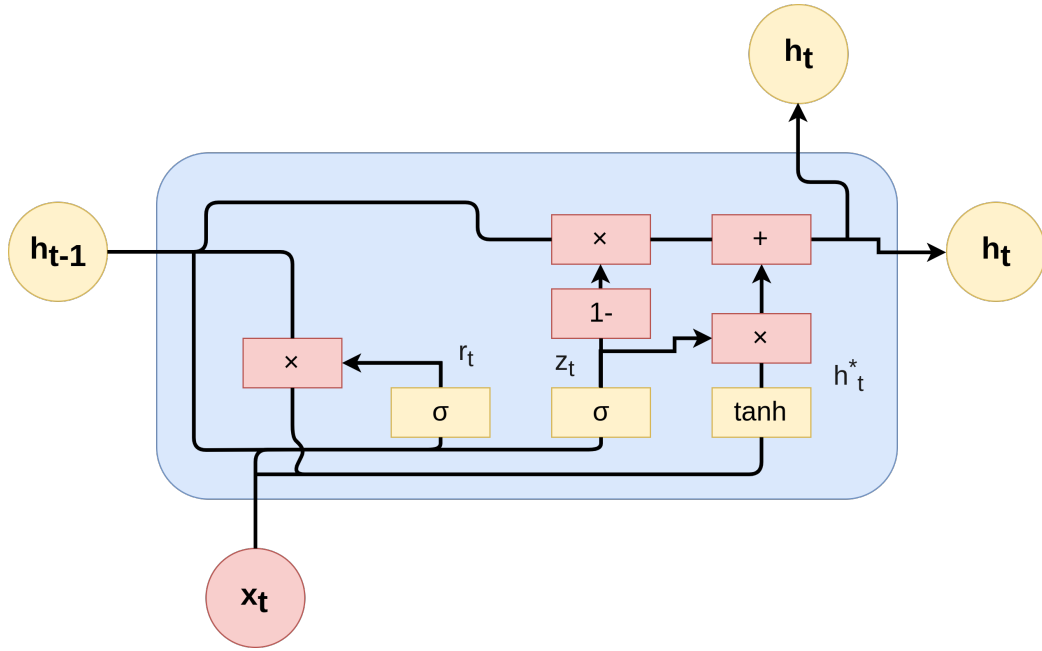 ht
ht-1
×
+
ht
1-
×
rt
zt
×
h*t
σ
σ
tanh
xt